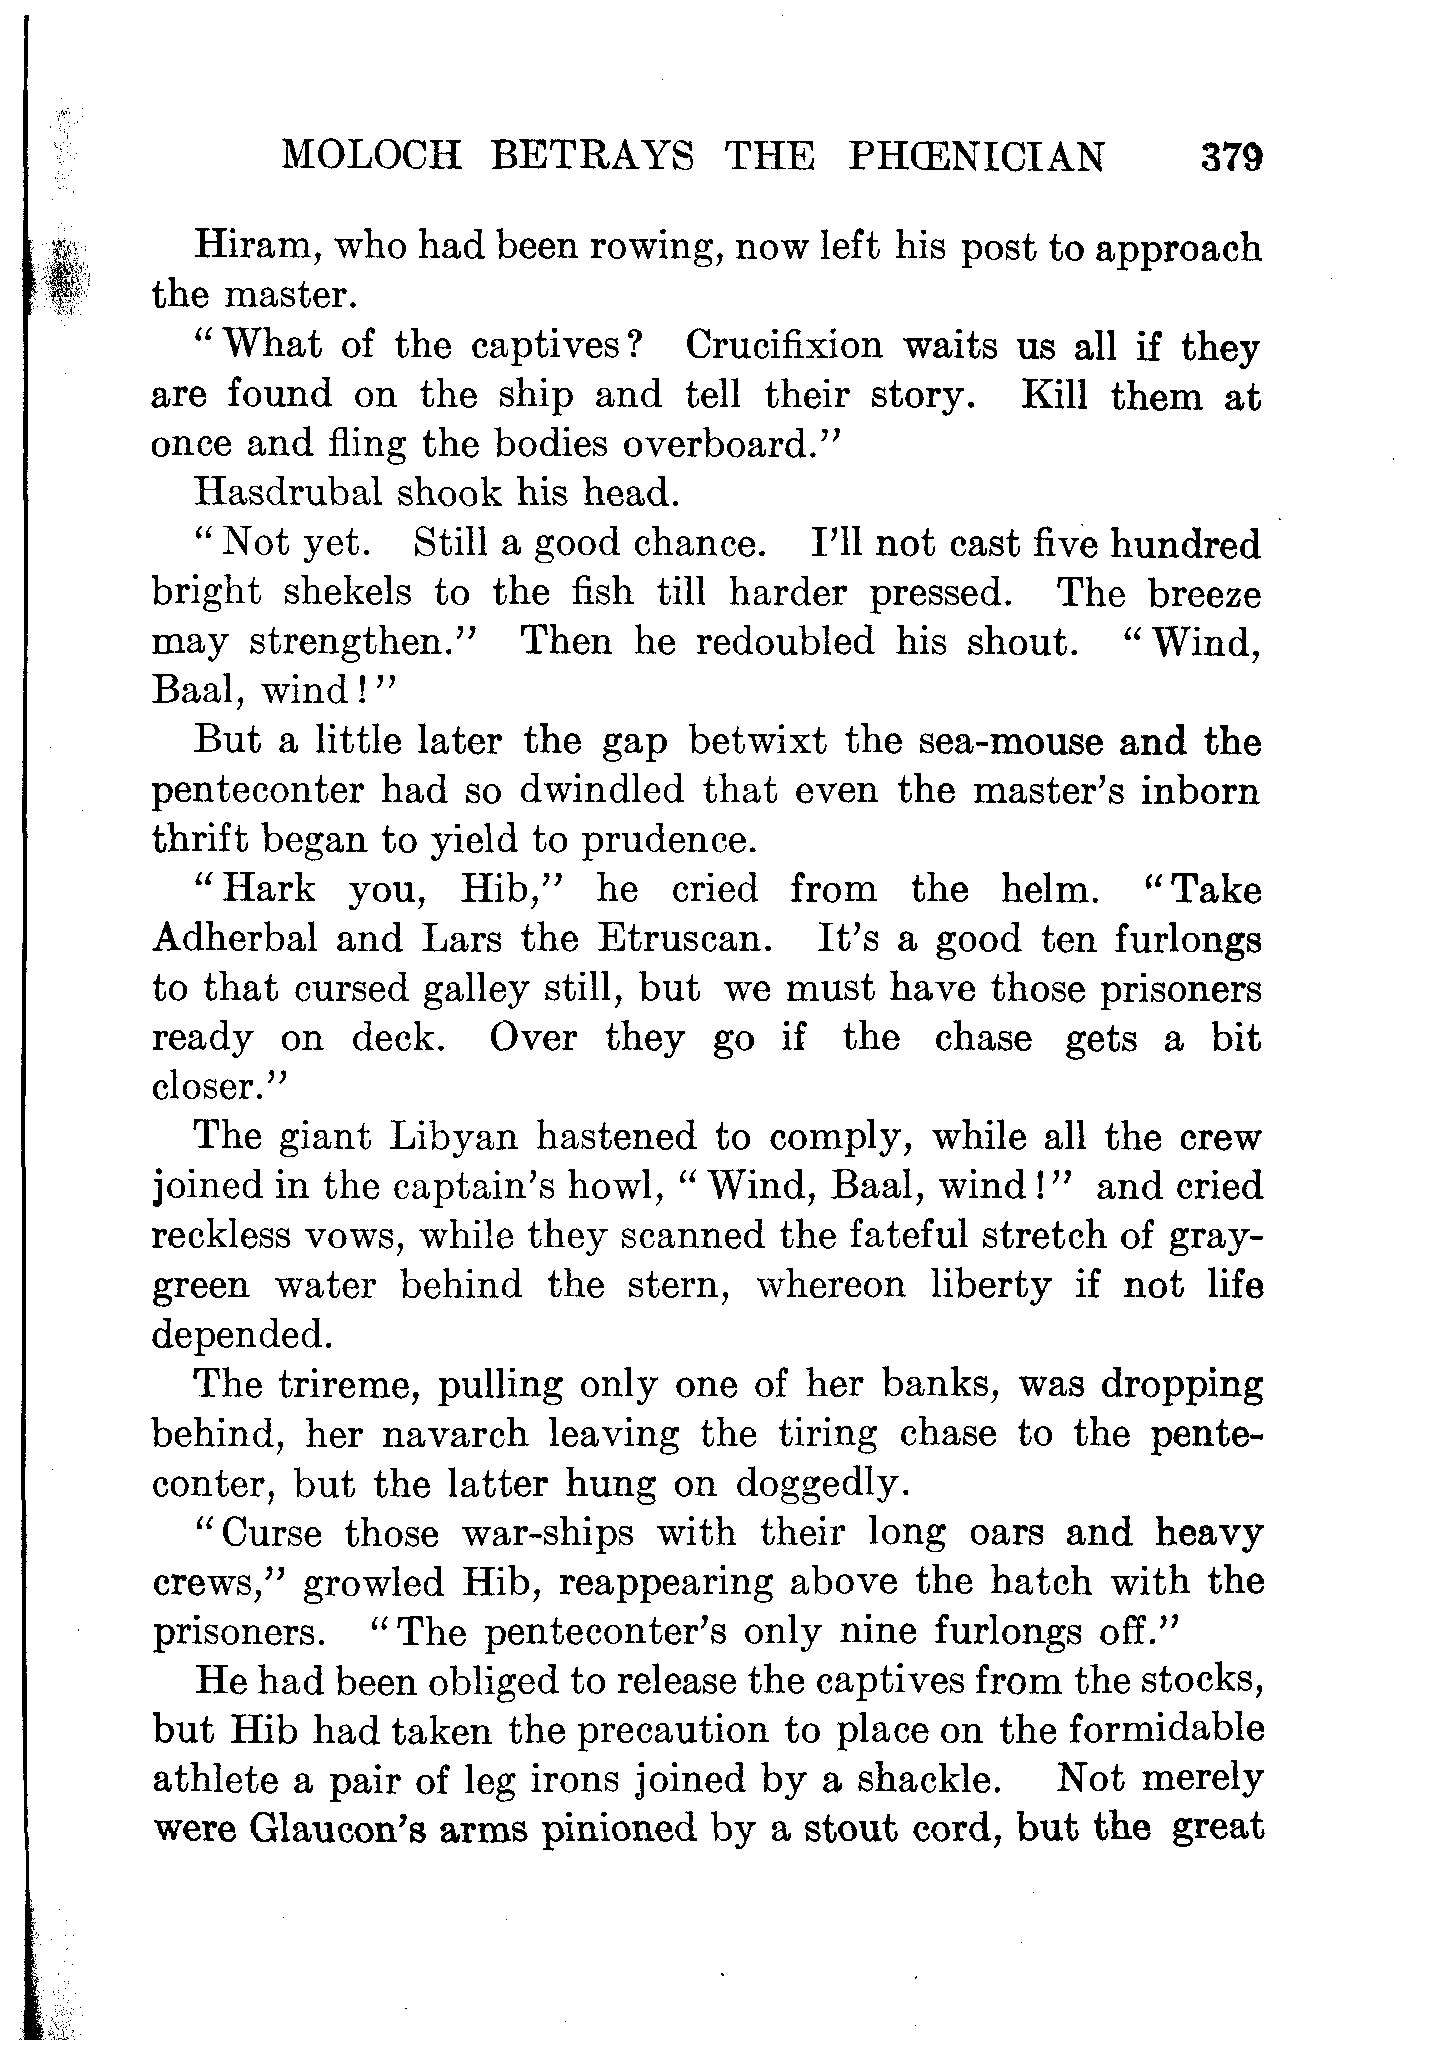 MOLOCH BETRAYS THE PHŒNICIAN 379
Hiram, who had been rowing, now left his post to approach
the master.
"What of the captives? Crucifixion waits us all if they
are found on the ship and tell their story. Kill them at
once and fling the bodies overboard."
Hasdrubal shook his head.
"Not yet. Still a good chance. I'll not cast five hundred
bright shekels to the fish till harder pressed. The breeze
may strengthen." Then he redoubled his shout. "Wind,
Baal, wind!"
But a little later the gap betwixt the sea-mouse and the
penteconter had so dwindled that even the master's inborn
thrift began to yield to prudence.
"Hark you, Hib," he cried from the helm. "Take
Adherbal and Lars the Etruscan. It's a good ten furlongs
to that cursed galley still, but we must have those prisoners
ready on deck. Over they go if the chase gets a bit
closer."
The giant Libyan hastened to comply, while all the crew
joined in the captain's howl, "Wind, Baal, wind!" and cried
reckless vows, while they scanned the fateful stretch of gray-
green water behind the stern, whereon liberty if not life
depended.
The trireme, pulling only one of her banks, was dropping
behind, her navarch leaving the tiring chase to the pente-
conter, but the latter hung on doggedly.
"Curse those war-ships with their long oars and heavy
crews," growled Hib, reappearing above the hatch with the
prisoners. "The penteconter's only nine furlongs off."
He had been obliged to release the captives from the stocks,
but Hib had taken the precaution to place on the formidable
athlete a pair of leg irons joined by a shackle. Not merely
were Glaucon's arms pinioned by a stout cord, but the great